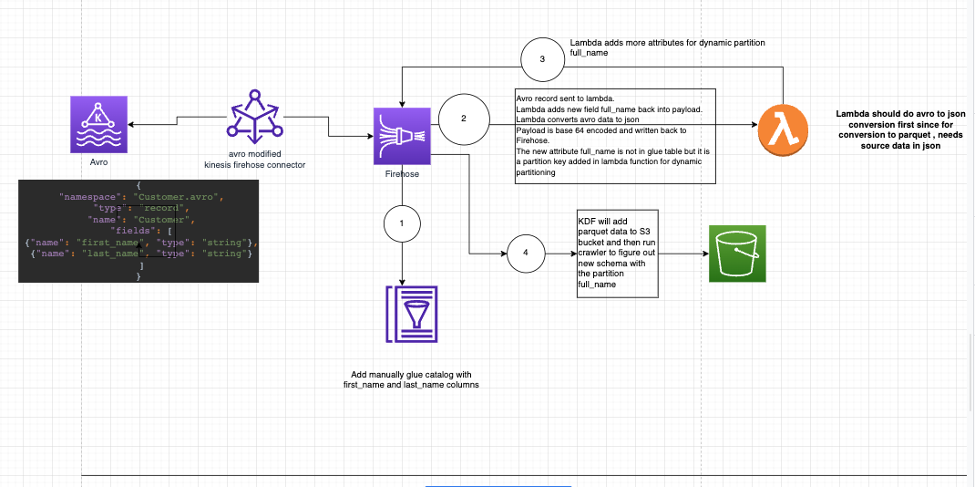 Lambda adds more attributes for dynamic partition
full_name
3
Avro
avro modified
kinesis firehose connector
Firehose
2
Avro record sent to lambda.
Lambda adds new field full_name back into payload.
Lambda converts avro data to json
Payload is base 64 encoded and written back to
Firehose.
The new attribute full_name is not in glue table but it is
a partition key added in lambda function for dynamic
partitioning
Lambda should do avro to json
conversion first since for
conversion to parquet , needs
source data in json
{
"namespace": "Customer.avro",
"type": "record",
"name": "Customer",
"fields": [
{"name": "first_name", "type": "string"},
{"name": "last_name", "type": "string"}
]
}
1
4
KDF will add
parquet data to S3
bucket and then run
crawler to figure out
new schema with
the partition
full_name
Add manually glue catalog with
first_name and last_name columns
K
λ